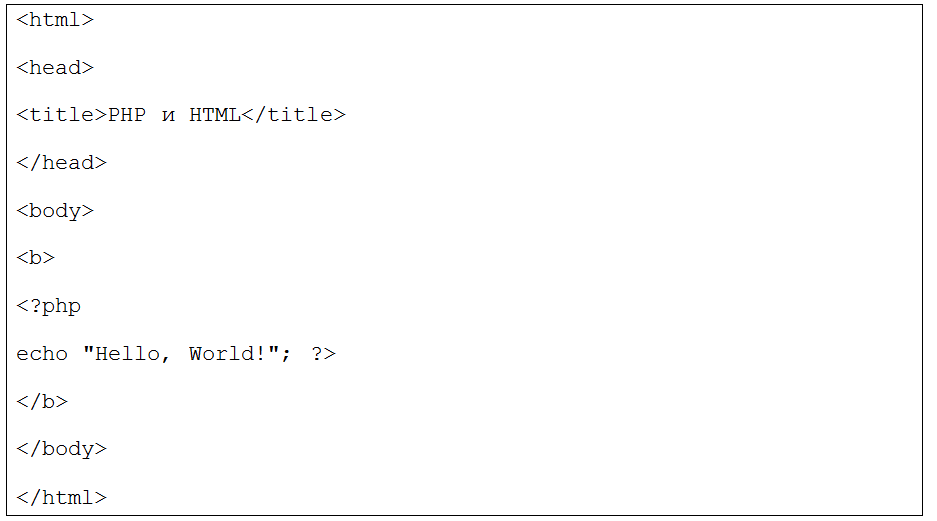 <html>
<head>
<title>PHP и HTML</title>
</head>
<body>
<b>
<?php
echo "Hello, World!"; ?>
</b>
</body>
</html>